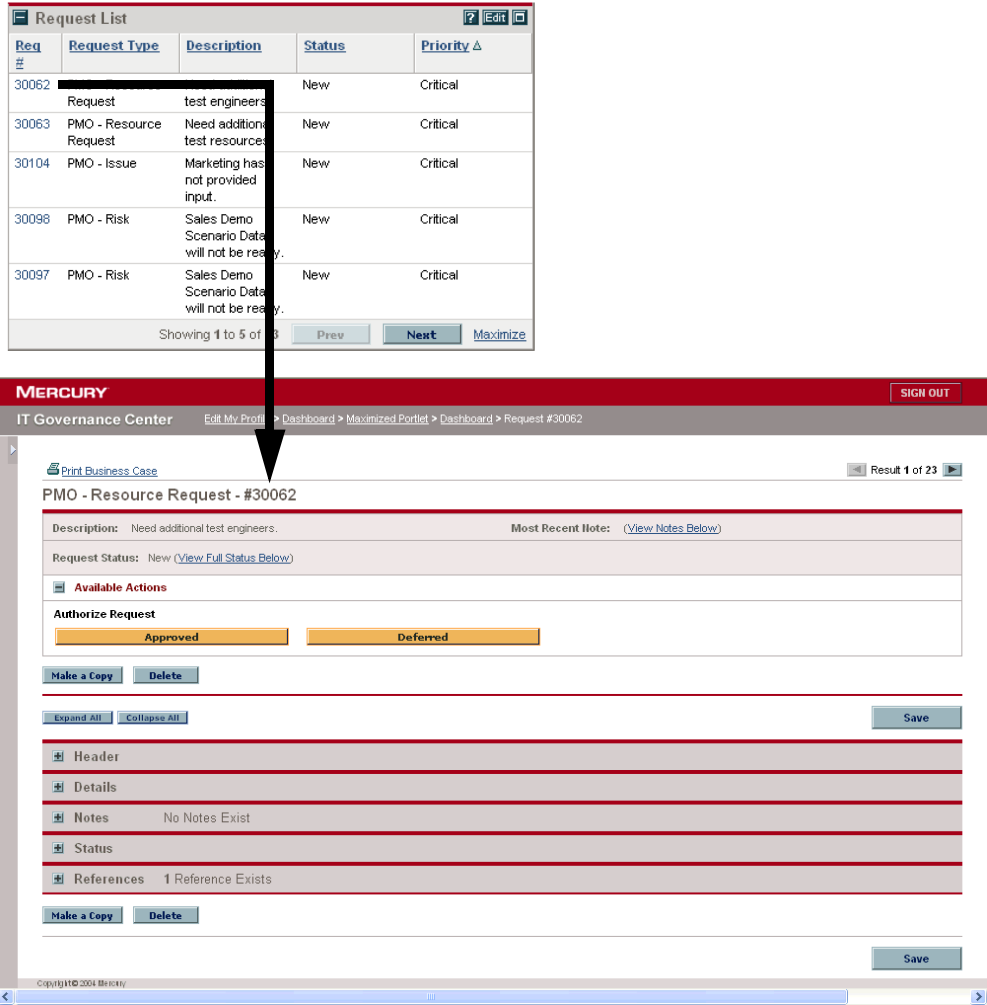 Request List ? Edit
Req Request Type Description Status Priority
#
30062 New Critical
Request test engineers
30063 PMO - Resource Need additional New Critical
Request test resources
30104 PMO - Issue Marketing has New Critical
not provided
input.
30098 PMO - Risk Sales Demo New Critical
Scenario Data
will not be ready.
30097 PMO - Risk Sales Demo New Critical
Scenario Data
will not be ready.
Showing 1 to 5 of 3 Prev Next Maximize
MERCURY SIGN OUT
IT Governance Center Edit My Profile > Dashboard > Maximized Portlet > Dashboard > Request #30062
Print Business Case Result 1 of 23
PMO - Resource Request - #30062
Description: Need additional test engineers. Most Recent Note: (View Notes Below)
Request Status: New (View Full Status Below)
Available Actions
Authorize Request
Approved Deferred
Make a Copy Delete
Expand All Collapse All Save
Header
Details
Notes No Notes Exist
Status
References 1 Reference Exists
Make a Copy Delete
Save
Copyright © 2004 Mercury